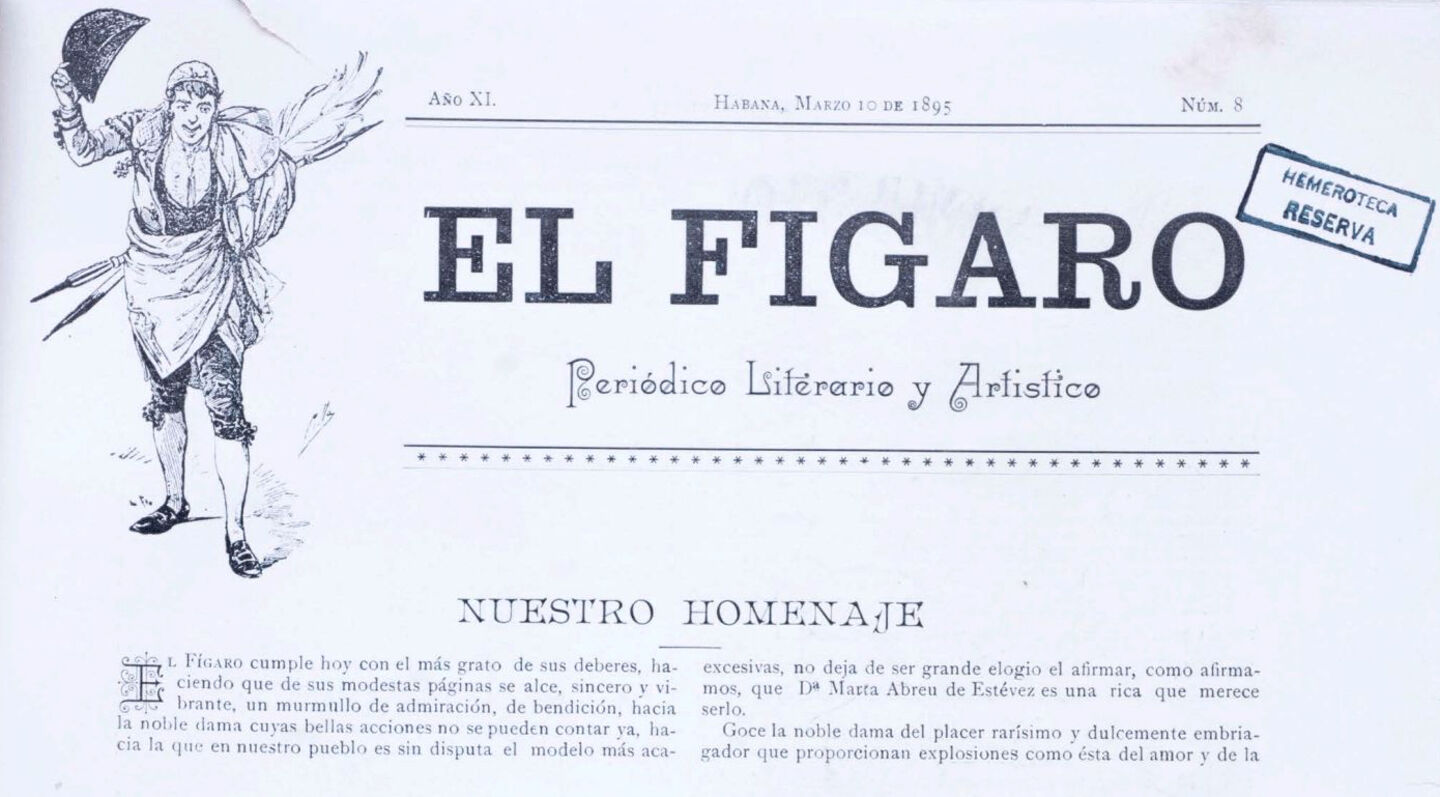 Año XI. Habana, Marzo 10 de 1895 Núm. 8
HEMEROTECA
RESERVA
EL FIGARO
Periódico Literario y Artistico
* * * * * * * * * * * * * * * * * * * * * * * * * * * * * * * * * * * * * * * *
NUESTRO HOMENAJE
El Fígaro cumple hoy con el más grato de sus deberes, ha-
ciendo que de sus modestas páginas se alce, sincero y vi-
brante, un murmullo de admiración, de bendición, hacia
la noble dama cuyas bellas acciones no se pueden contar ya, ha-
cia la que en nuestro pueblo es sin disputa el modelo más aca-
excesivas, no deja de ser grande elogio el afirmar, como afirma-
mos, que Dª Marta Abreu de Estévez es una rica que merece
serlo.
Goce la noble dama del placer rarísimo y dulcemente embria-
gador que proporcionan explosiones como ésta del amor y de la